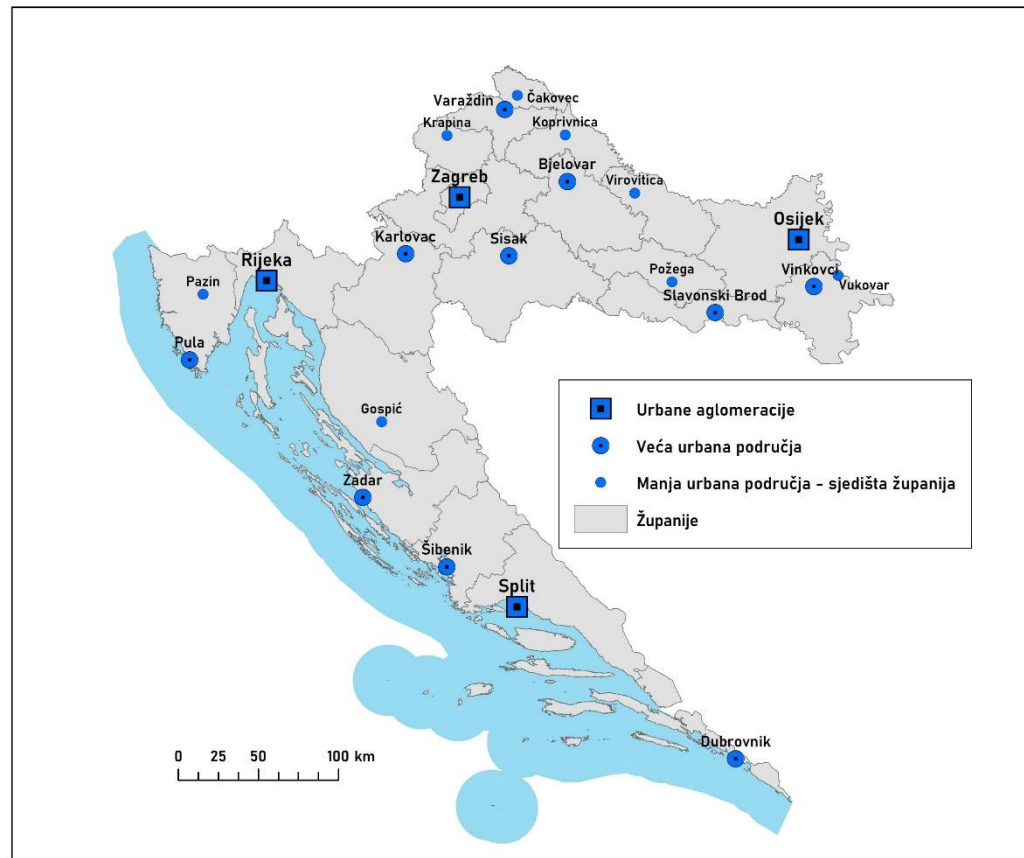 Čakovec
Varaždin
Krapina
Koprivnica
Bjelovar
Zagreb
Virovitica
Osijek
Karlovac
Sisak
Rijeka
Požega
Vinkovci
Pazin
Vukovar
Slavonski Brod
Pula
Gospić
Urbane aglomeracije
Veća urbana područja
Manja urbana područja - sjedišta županija
Županije
Zadar
Šibenik
Split
Dubrovnik
0 25 50 100 km